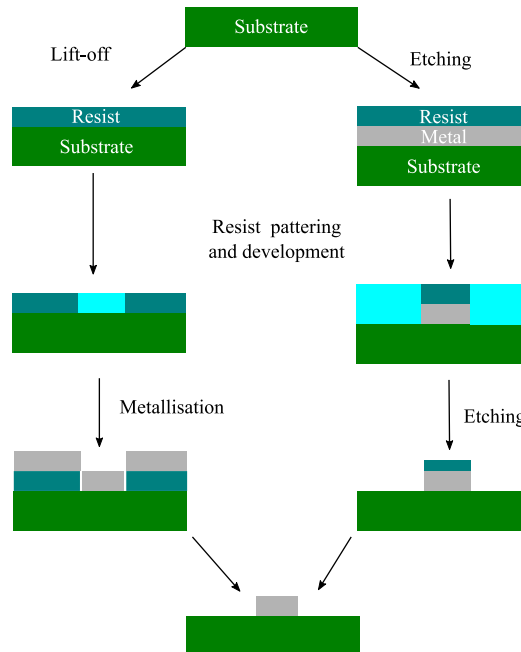 Substrate
Lift-off
Etching
Resist
Substrate
Resist
Metal
Substrate
Resist pattering
and development
Metallisation
Etching